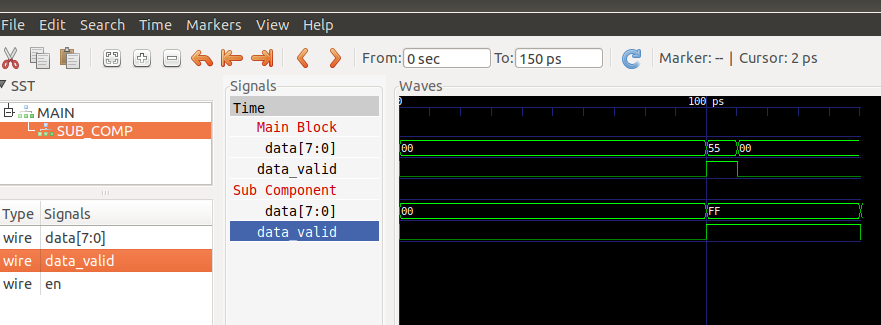 File Edit Search Time Markers View Help
From: 0 sec To: 150 ps Marker: -- | Cursor: 2 ps
SST
MAIN
SUB_COMP
Type Signals
wire data[7:0]
wire data_valid
wire en
Signals
Time
Main Block
data[7:0]
data_valid
Sub Component
data[7:0]
data_valid
Waves
0 100 ps
00 55 00
00 FF